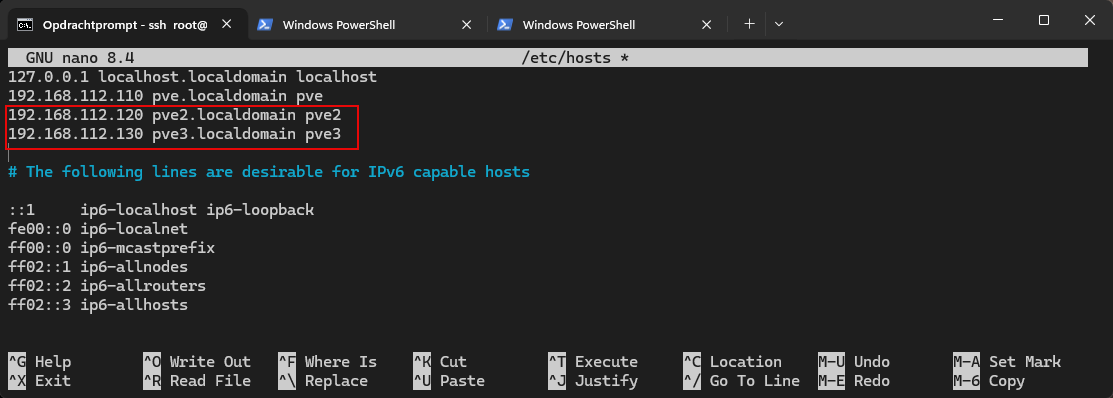 Opdrachtprompt - ssh root@ Windows PowerShell Windows PowerShell
GNU nano 8.4 /etc/hosts *
127.0.0.1 localhost.localdomain localhost
192.168.112.110 pve.localdomain pve
192.168.112.120 pve2.localdomain pve2
192.168.112.130 pve3.localdomain pve3
# The following lines are desirable for IPv6 capable hosts
::1 ip6-localhost ip6-loopback
fe00::0 ip6-localnet
ff00::0 ip6-mcastprefix
ff02::1 ip6-allnodes
ff02::2 ip6-allrouters
ff02::3 ip6-allhosts
^G Help ^O Write Out ^F Where Is ^K Cut ^T Execute ^C Location M-U Undo M-A Set Mark
^X Exit ^R Read File ^\ Replace ^U Paste ^J Justify ^/ Go To Line M-E Redo M-6 Copy